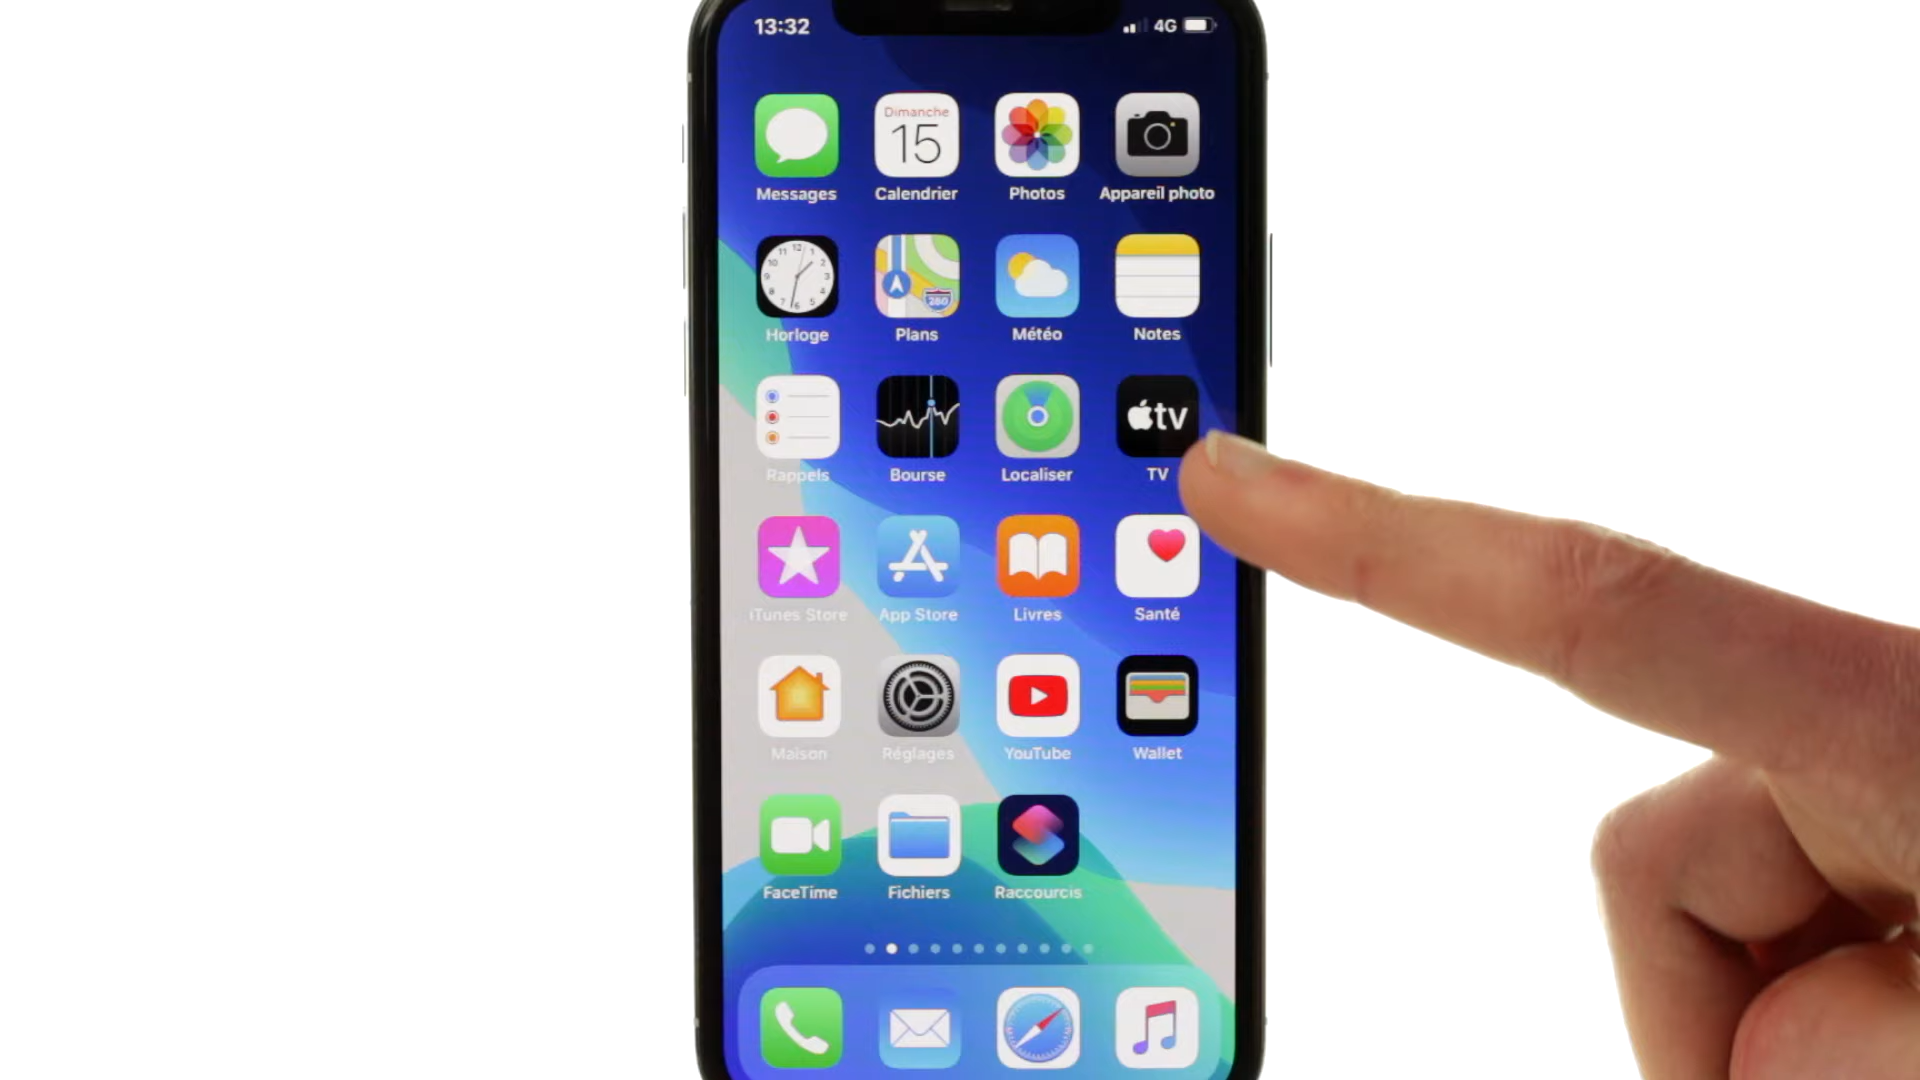 13:32 4G
Dimanche
15
Messages Calendrier Photos Appareil photo
280
Horloge Plans Météo Notes
tv
Rappels Bourse Localiser TV
iTunes Store App Store Livres Santé
Maison Réglages YouTube Wallet
FaceTime Fichiers Raccourcis